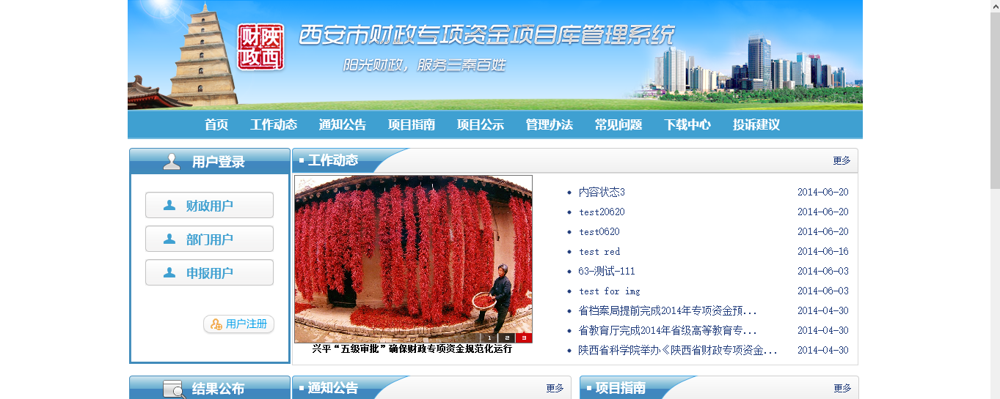 陕西
财政
西安市财政专项资金项目库管理系统
阳光财政，服务三秦百姓
首页 工作动态 通知公告 项目指南 项目公示 管理办法 常见问题 下载中心 投诉建议
用户登录
财政用户
部门用户
申报用户
用户注册
工作动态 更多
1 2 3
兴平“五级审批”确保财政专项资金规范化运行
内容状态3 2014-06-20
test20620 2014-06-20
test0620 2014-06-20
test red 2014-06-16
63-测试-111 2014-06-03
test for img 2014-06-03
省档案局提前完成2014年专项资金预... 2014-04-30
省教育厅完成2014年省级高等教育专... 2014-04-30
陕西省科学院举办《陕西省财政专项资金... 2014-04-30
结果公布
通知公告 更多
项目指南 更多